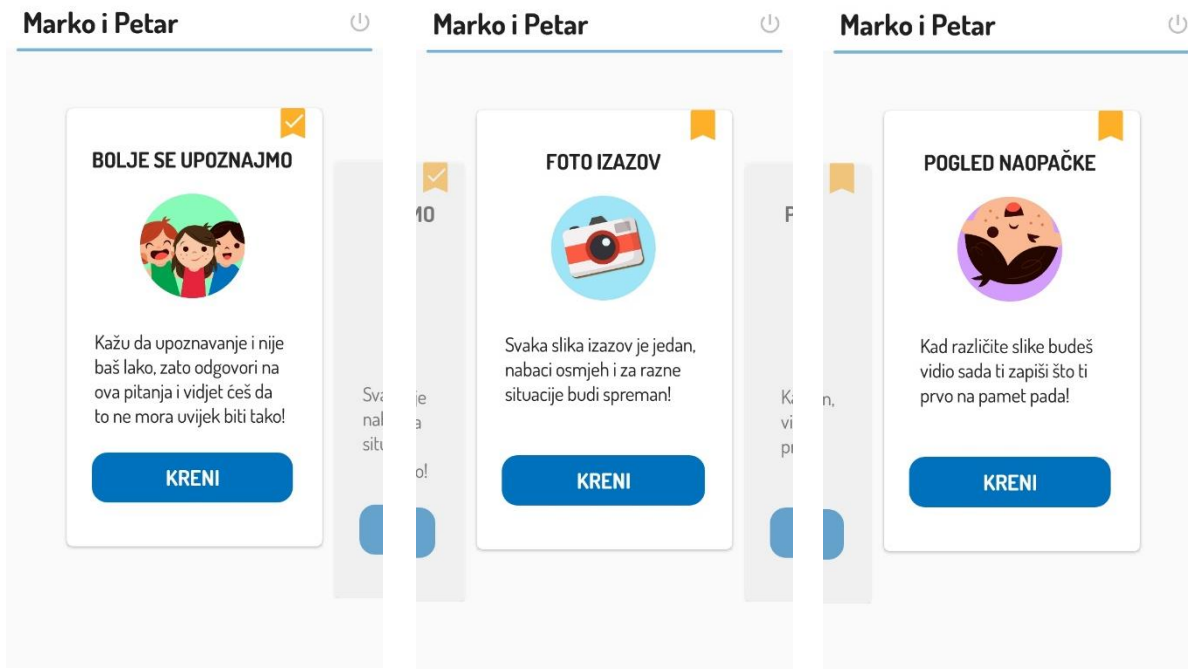 Marko i Petar
BOLJE SE UPOZNAJMO
Kažu da upoznavanje i nije
baš lako, zato odgovori na
ova pitanja i vidjet ćeš da
to ne mora uvijek biti tako!
KRENI
Marko i Petar
FOTO IZAZOV
Svaka slika izazov je jedan,
nabaci osmjeh i za razne
situacije budi spreman!
KRENI
Marko i Petar
POGLED NAOPAČKE
Kad različite slike budeš
vidio sada ti zapiši što ti
prvo na pamet pada!
KRENI